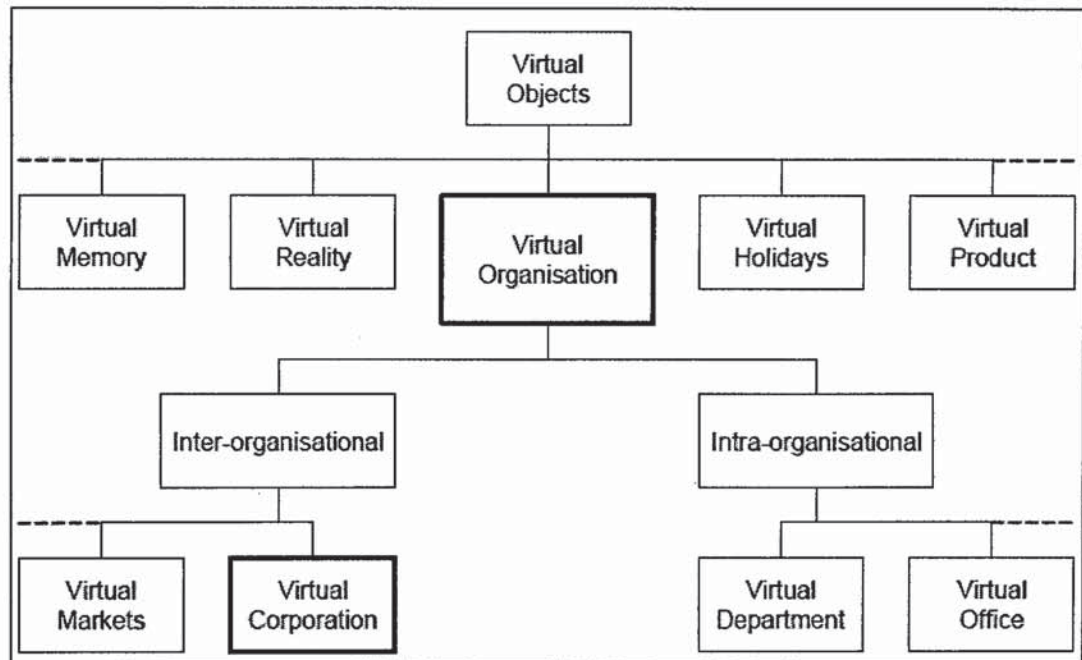 Virtual
Objects
Virtual
Memory
Virtual
Reality
Virtual
Organisation
Virtual
Holidays
Virtual
Product
Inter-organisational
Intra-organisational
Virtual
Markets
Virtual
Corporation
Virtual
Department
Virtual
Office